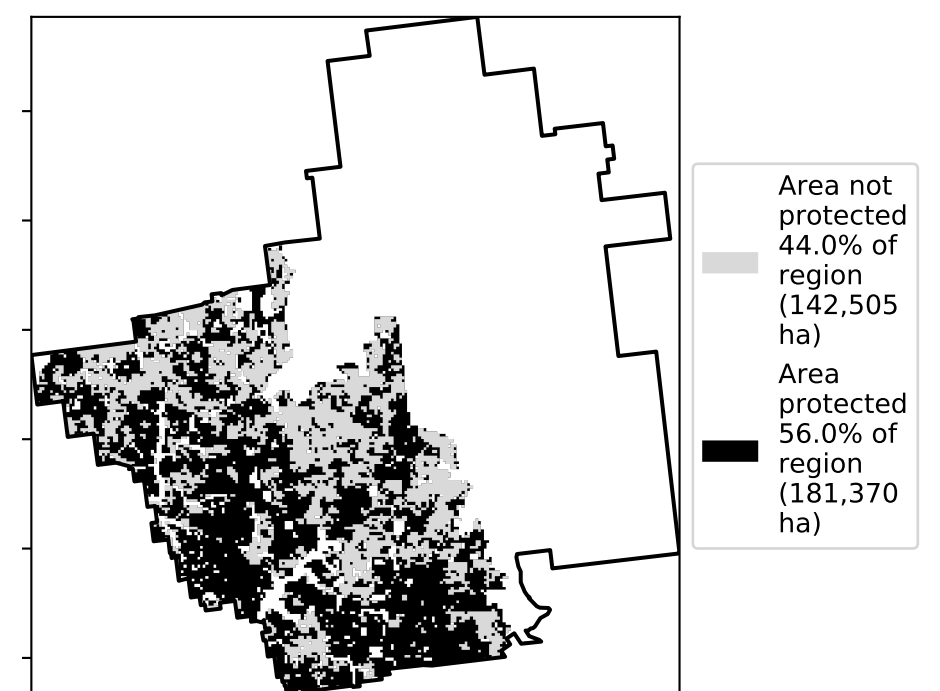 Area not
protected
44.0% of
region
(142,505
ha)
Area
protected
56.0% of
region
(181,370
ha)